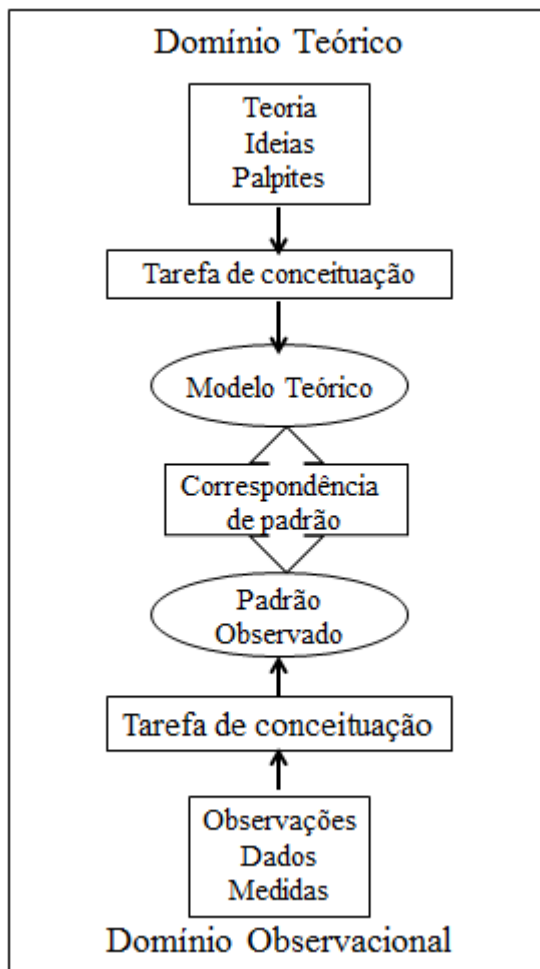 Domínio Teórico
Teoria
Ideias
Palpites
Tarefa de conceituação
Modelo Teórico
Correspondência
de padrão
Padrão
Observado
Tarefa de conceituação
Observações
Dados
Medidas
Domínio Observacional